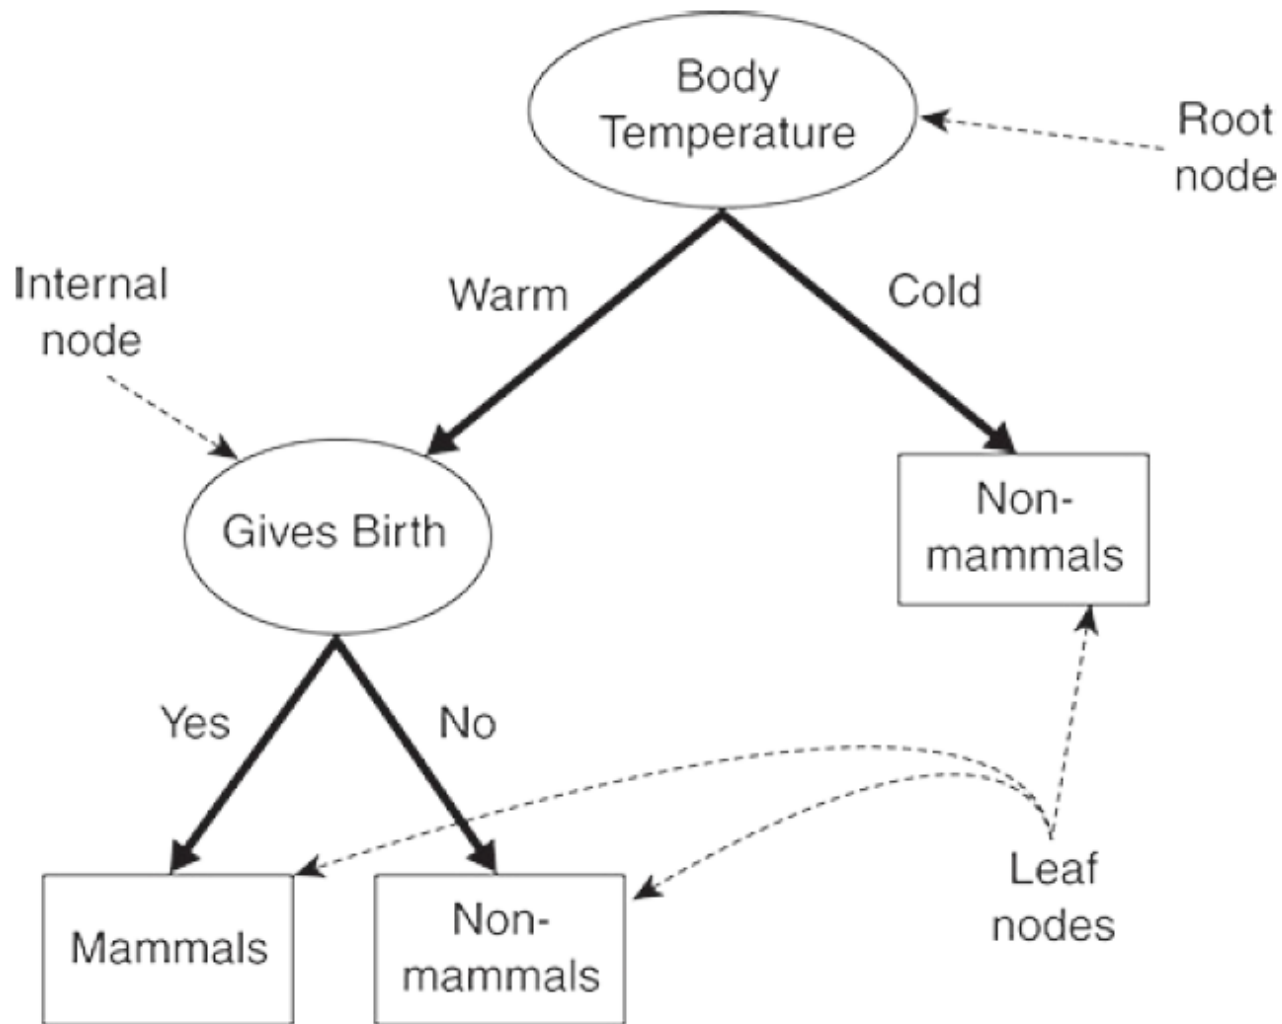 Body
Temperature
Root
node
Internal
node
Warm
Cold
Gives Birth
Non-
mammals
Yes
No
Mammals
Non-
mammals
Leaf
nodes